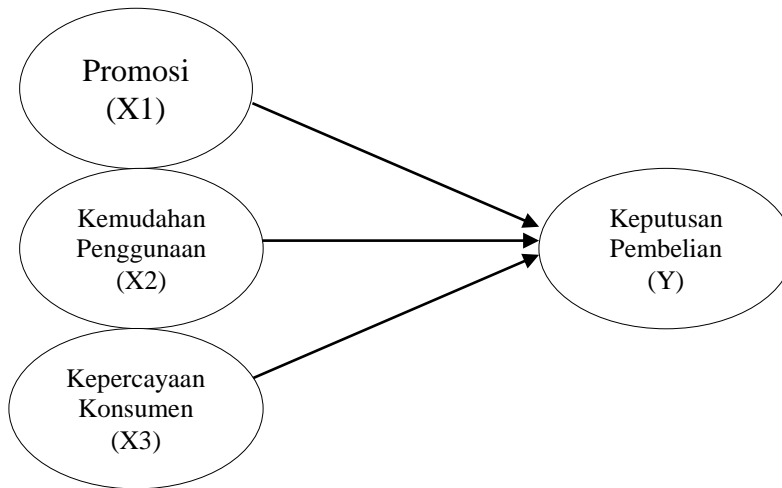 Promosi
(X1)
Kemudahan
Penggunaan
(X2)
Kepercayaan
Konsumen
(X3)
Keputusan
Pembelian
(Y)